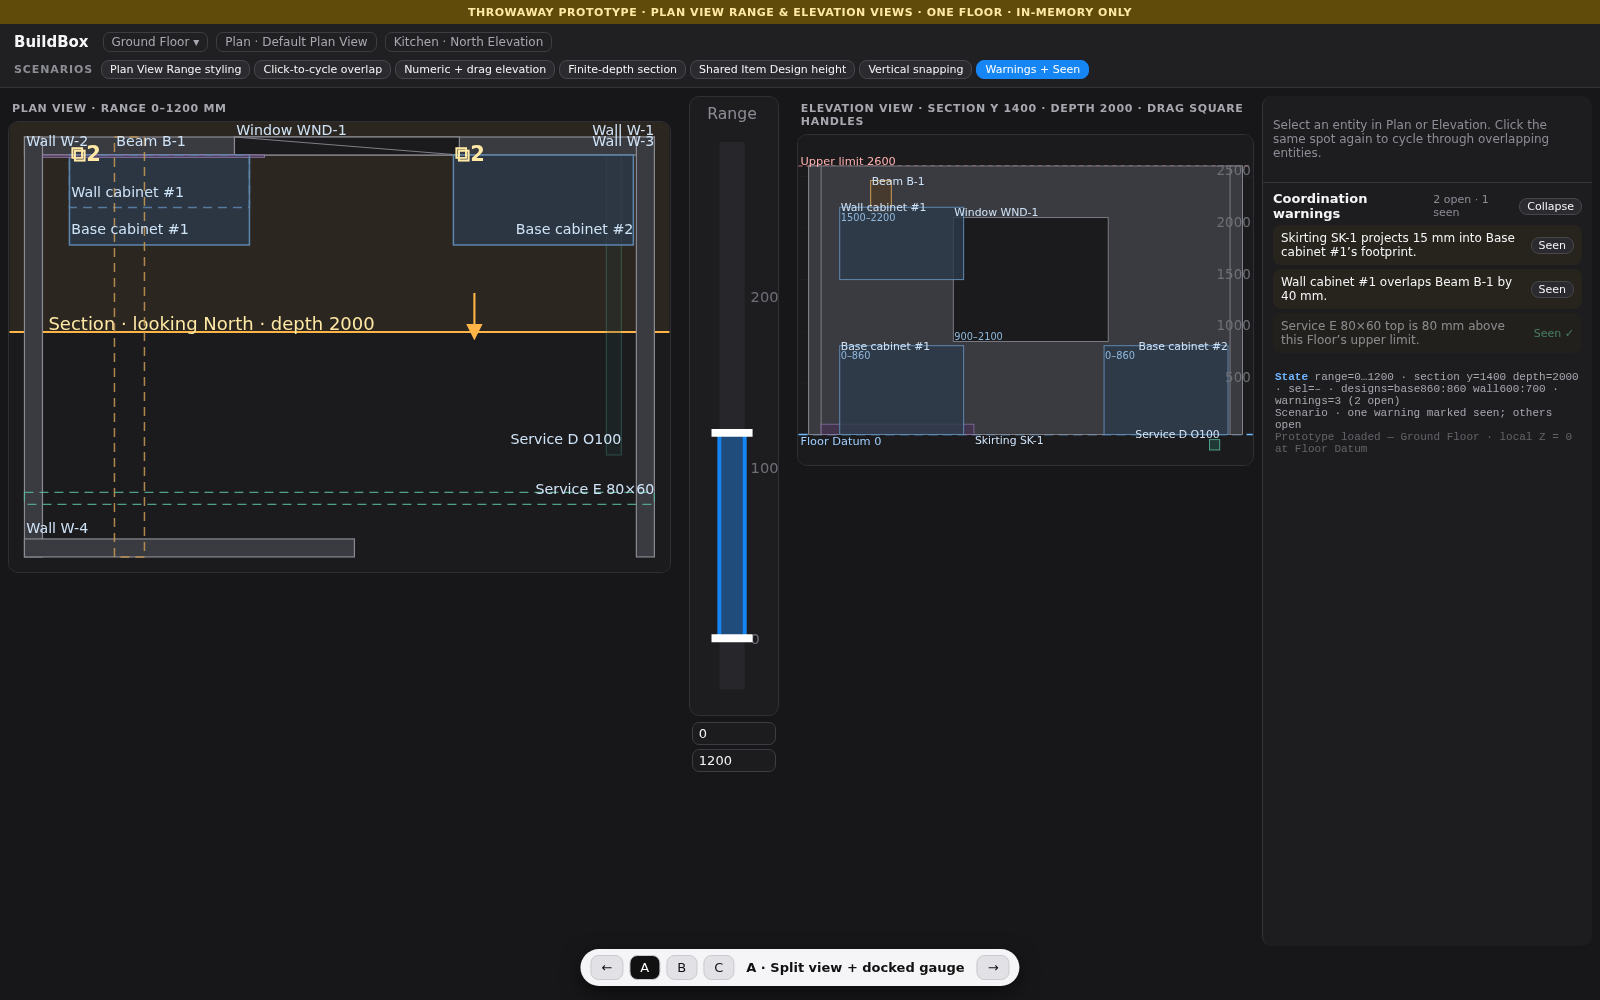 THROWAWAY PROTOTYPE · PLAN VIEW RANGE & ELEVATION VIEWS · ONE FLOOR · IN-MEMORY ONLY
BuildBox
Ground Floor ▾
Plan · Default Plan View
Kitchen · North Elevation
SCENARIOS
Plan View Range styling
Click-to-cycle overlap
Numeric + drag elevation
Finite-depth section
Shared Item Design height
Vertical snapping
Warnings + Seen
PLAN VIEW · RANGE 0–1200 MM
Wall W-2
Beam B-1
Window WND-1
Wall W-1
Wall W-3
⧉2
⧉2
Wall cabinet #1
Base cabinet #1
Base cabinet #2
Section · looking North · depth 2000
Service D O100
Service E 80×60
Wall W-4
Range
200
100
0
0
1200
ELEVATION VIEW · SECTION Y 1400 · DEPTH 2000 · DRAG SQUARE
HANDLES
Upper limit 2600
2500
Beam B-1
Wall cabinet #1
1500–2200
Window WND-1
2000
1500
1000
900–2100
Base cabinet #1
0–860
Base cabinet #2
0–860
500
Floor Datum 0
Skirting SK-1
Service D O100
Select an entity in Plan or Elevation. Click the
same spot again to cycle through overlapping
entities.
Coordination
warnings
2 open · 1
seen
Collapse
Skirting SK-1 projects 15 mm into Base
cabinet #1’s footprint.
Seen
Wall cabinet #1 overlaps Beam B-1 by
40 mm.
Seen
Service E 80×60 top is 80 mm above
this Floor’s upper limit.
Seen ✓
State range=0…1200 · section y=1400 depth=2000
· sel=– · designs=base860:860 wall600:700 ·
warnings=3 (2 open)
Scenario · one warning marked seen; others
open
Prototype loaded — Ground Floor · local Z = 0
at Floor Datum
←
A
B
C
A · Split view + docked gauge
→